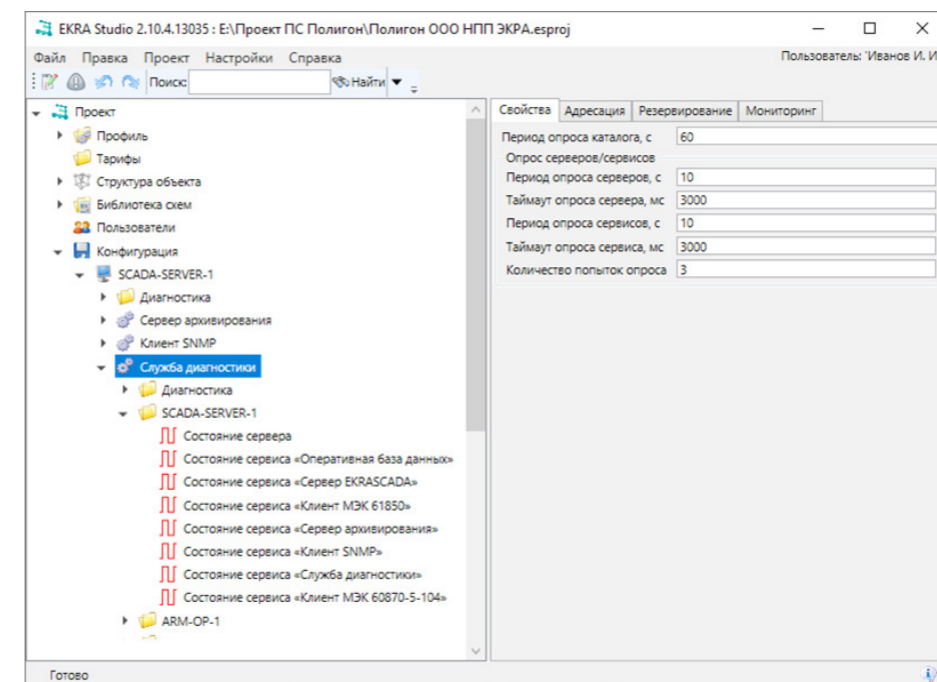 EKRA Studio 2.10.4.13035 : E:\Проект ПС Полигон\Полигон ООО НПП ЭКРА.esproj
Файл Правка Проект Настройки Справка
Пользователь: 'Иванов И. И
Поиск: Найти
Проект
Профиль
Тарифы
Структура объекта
Библиотека схем
Пользователи
Конфигурация
SCADA-SERVER-1
Диагностика
Сервер архивирования
Клиент SNMP
Служба диагностики
Диагностика
SCADA-SERVER-1
Состояние сервера
Состояние сервиса «Оперативная база данных»
Состояние сервиса «Сервер EKRASCADA»
Состояние сервиса «Клиент МЭК 61850»
Состояние сервиса «Сервер архивирования»
Состояние сервиса «Клиент SNMP»
Состояние сервиса «Служба диагностики»
Состояние сервиса «Клиент МЭК 60870-5-104»
ARM-OP-1
Свойства Адресация Резервирование Мониторинг
Период опроса каталога, с 60
Опрос серверов/сервисов
Период опроса серверов, с 10
Таймаут опроса сервера, мс 3000
Период опроса сервисов, с 10
Таймаут опроса сервиса, мс 3000
Количество попыток опроса 3
Готово